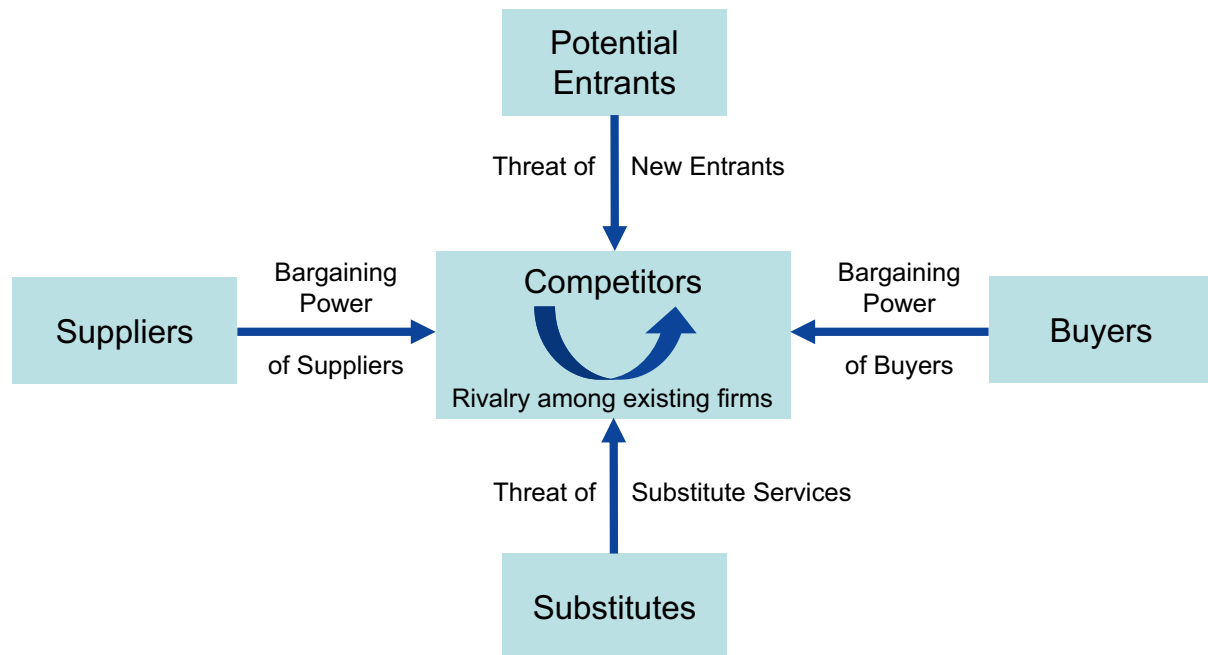 Potential
Entrants
Threat of New Entrants
Bargaining
Power
of Suppliers
Suppliers
Competitors
Rivalry among existing firms
Bargaining
Power
of Buyers
Buyers
Threat of Substitute Services
Substitutes